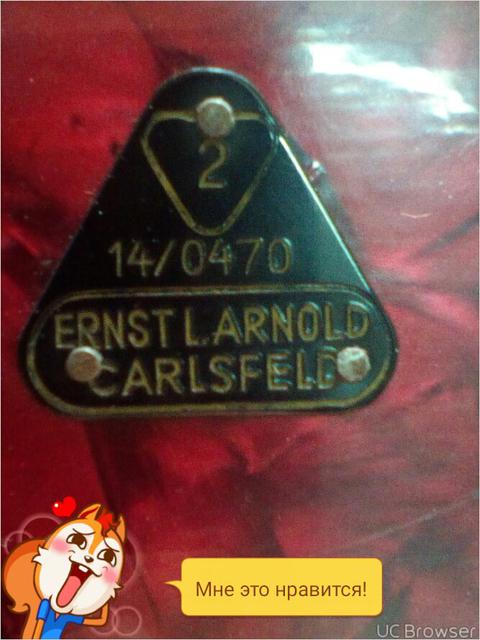 2
14/0470
ERNST L. ARNOLD
CARLSFELD
Мне это нравится!
UC Browser